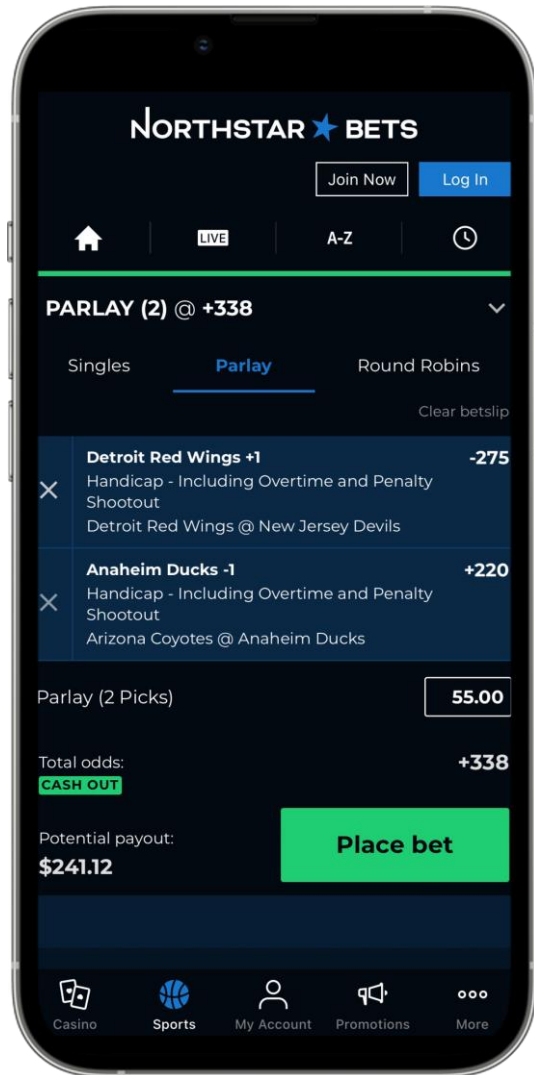 NORTHSTAR BETS
Join Now Log In
LIVE A-Z
PARLAY (2) @ +338
Singles Parlay Round Robins
Clear betslip
Detroit Red Wings +1 -275
Handicap - Including Overtime and Penalty
Shootout
Detroit Red Wings @ New Jersey Devils
Anaheim Ducks -1 +220
Handicap - Including Overtime and Penalty
Shootout
Arizona Coyotes @ Anaheim Ducks
Parlay (2 Picks) 55.00
Total odds: +338
CASH OUT
Potential payout:
$241.12
Place bet
Casino Sports My Account Promotions More